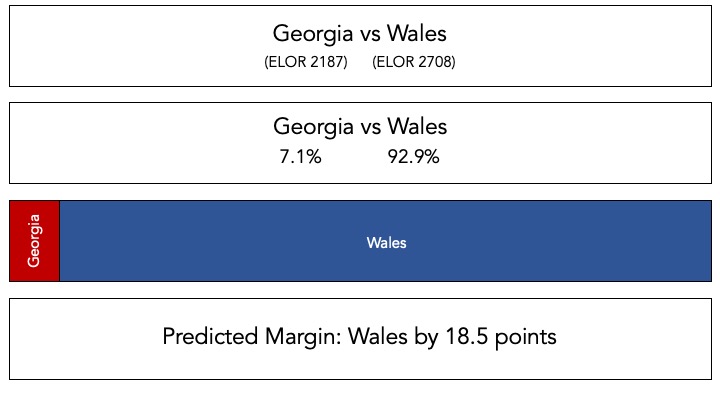 Georgia vs Wales
(ELOR 2187) (ELOR 2708)
Georgia vs Wales
7.1% 92.9%
Georgia
Wales
Predicted Margin: Wales by 18.5 points